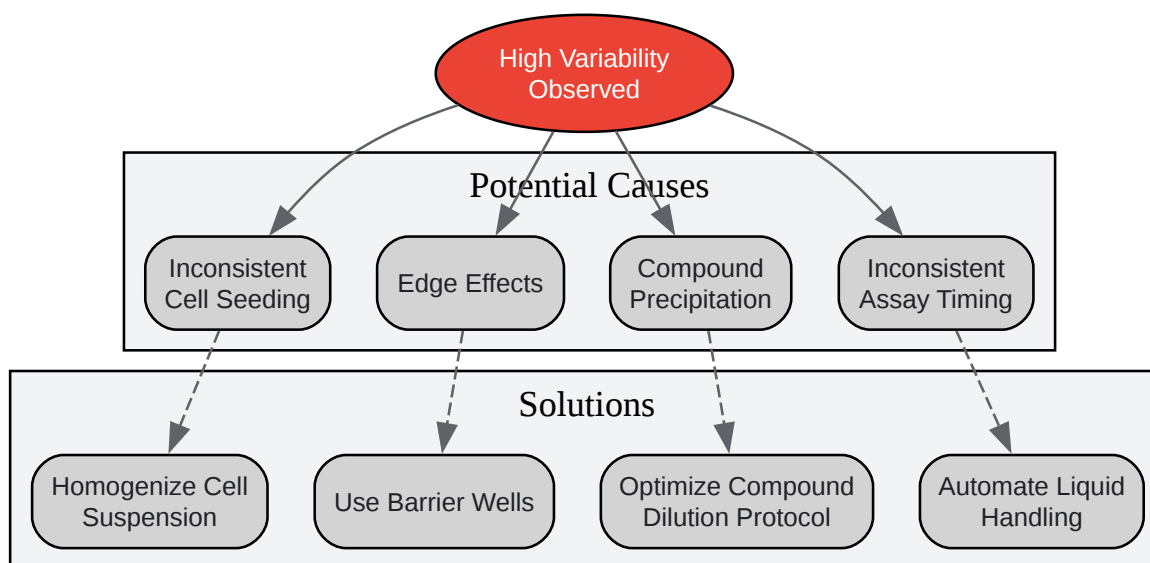 High Variability
Observed
Potential Causes
Inconsistent
Cell Seeding
Edge Effects
Compound
Precipitation
Inconsistent
Assay Timing
Solutions
Homogenize Cell
Suspension
Use Barrier Wells
Optimize Compound
Dilution Protocol
Automate Liquid
Handling